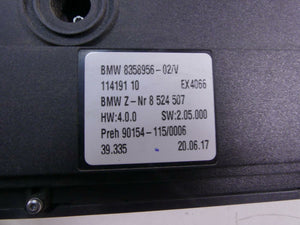 BMW 8358956-02/V
114191 10 EX4066
BMW Z-Nr 8 524 507
HW:4.0.0 SW:2.05.000
Preh 90154-115/0006
39.335 20.06.17